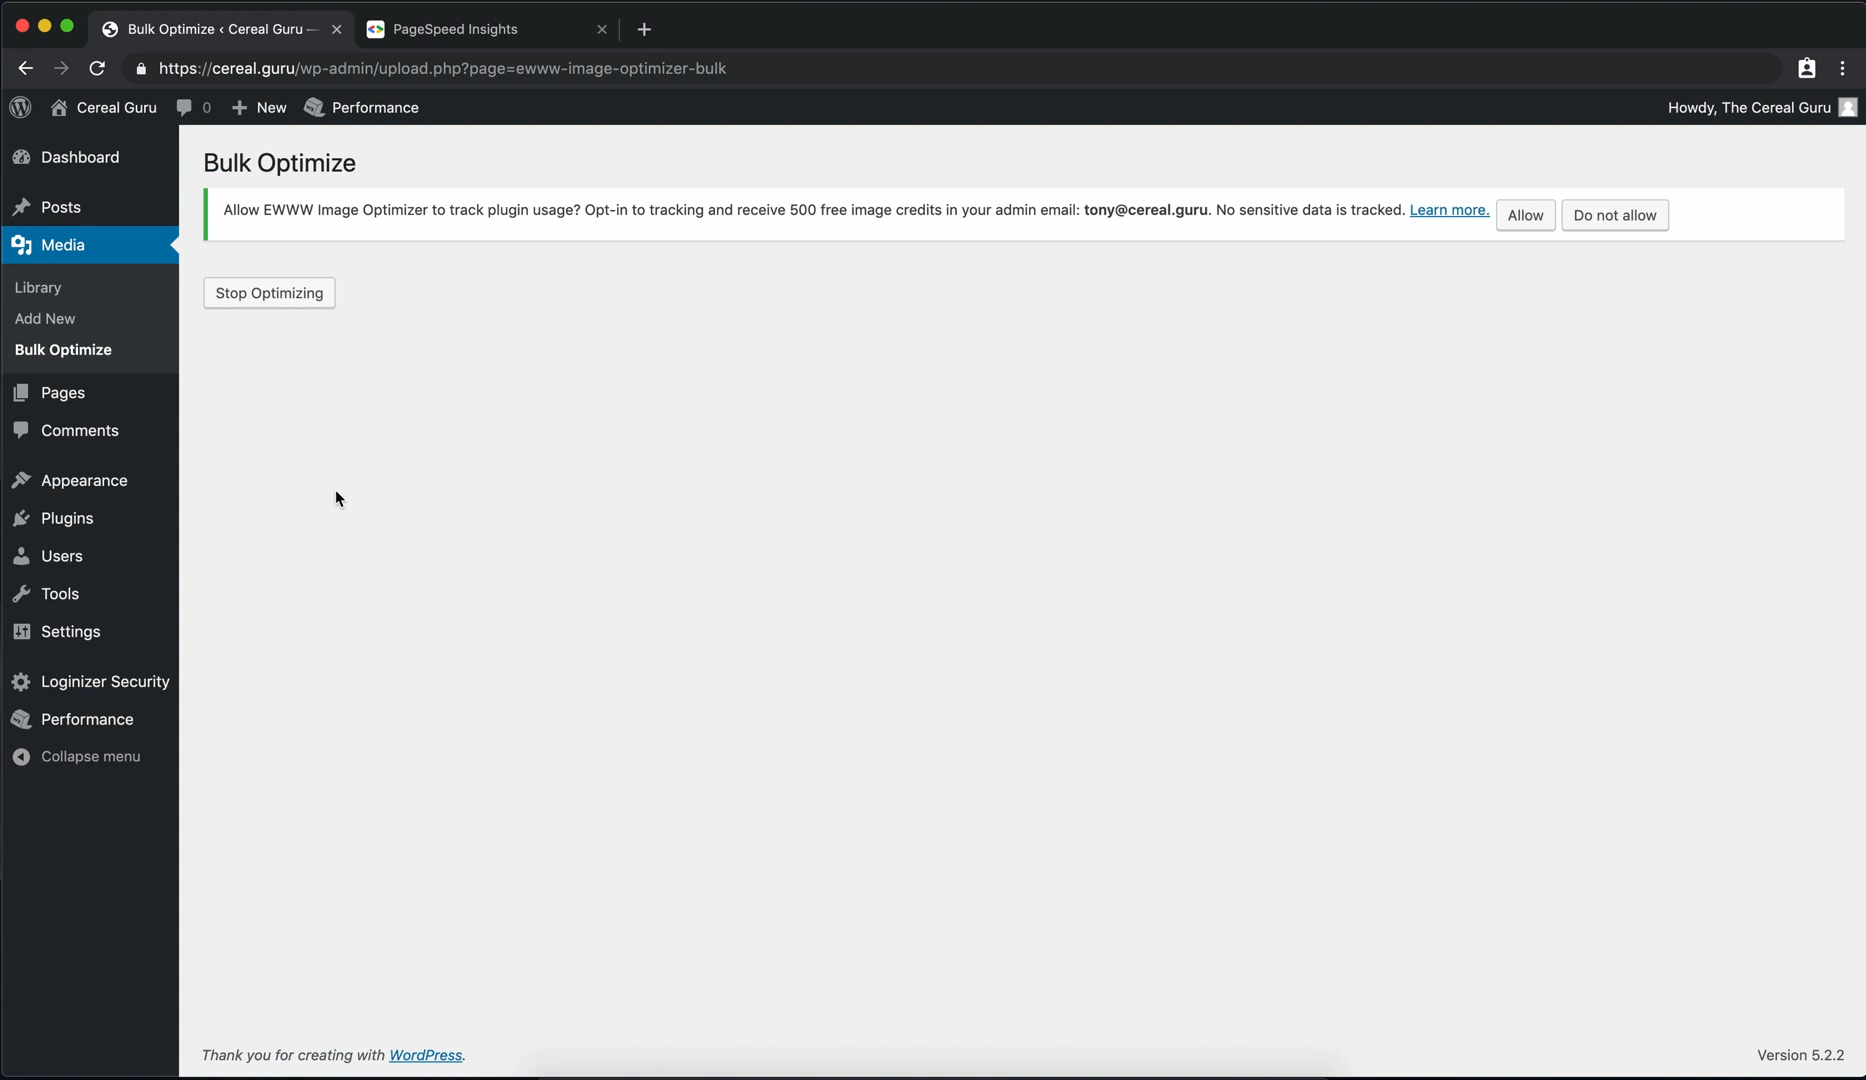 Bulk Optimize ‹ Cereal Guru —
PageSpeed Insights
https://cereal.guru/wp-admin/upload.php?page=ewww-image-optimizer-bulk
Cereal Guru
0
New
Performance
Howdy, The Cereal Guru
Dashboard
Posts
Media
Library
Add New
Bulk Optimize
Pages
Comments
Appearance
Plugins
Users
Tools
Settings
Loginizer Security
Performance
Collapse menu
Bulk Optimize
Allow EWWW Image Optimizer to track plugin usage? Opt-in to tracking and receive 500 free image credits in your admin email: tony@cereal.guru. No sensitive data is tracked. Learn more. Allow Do not allow
Stop Optimizing
Thank you for creating with WordPress.
Version 5.2.2